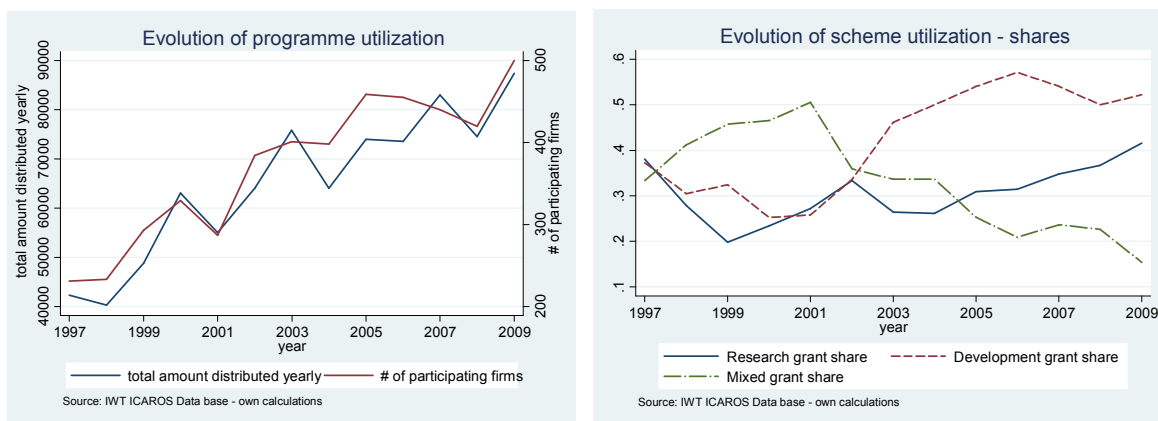 Evolution of programme utilization
total amount distributed yearly
90000
80000
70000
60000
50000
40000
500
400
300
200
# of participating firms
1997 1999 2001 2003 2005 2007 2009
year
total amount distributed yearly # of participating firms
Source: IWT ICAROS Data base - own calculations
Evolution of scheme utilization - shares
.6
.5
.4
.3
.2
.1
1997 1999 2001 2003 2005 2007 2009
year
Research grant share Development grant share
Mixed grant share
Source: IWT ICAROS Data base - own calculations